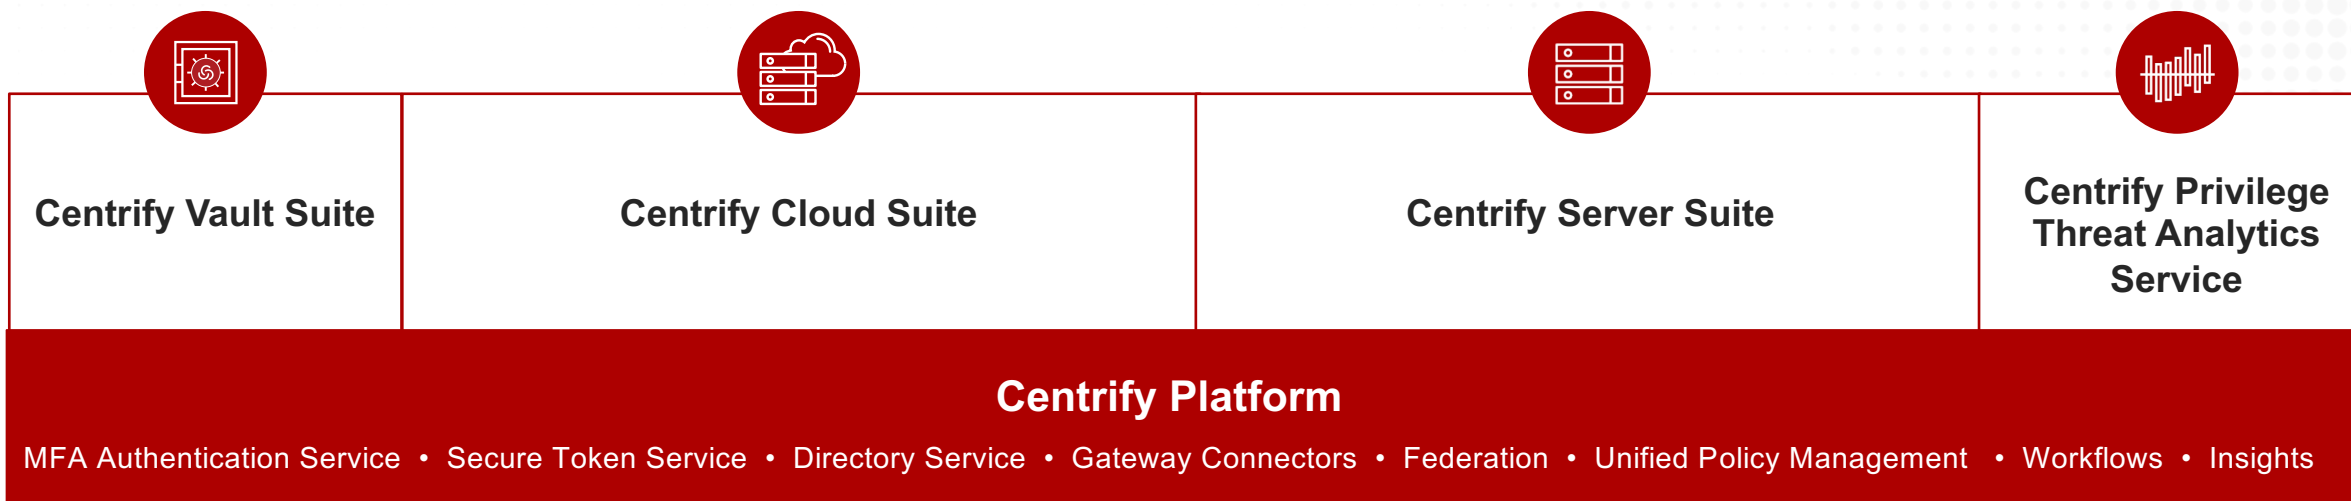 Centrify Vault Suite
Centrify Cloud Suite
Centrify Server Suite
Centrify Privilege
Threat Analytics
Service
Centrify Platform
MFA Authentication Service • Secure Token Service • Directory Service • Gateway Connectors • Federation • Unified Policy Management • Workflows • Insights